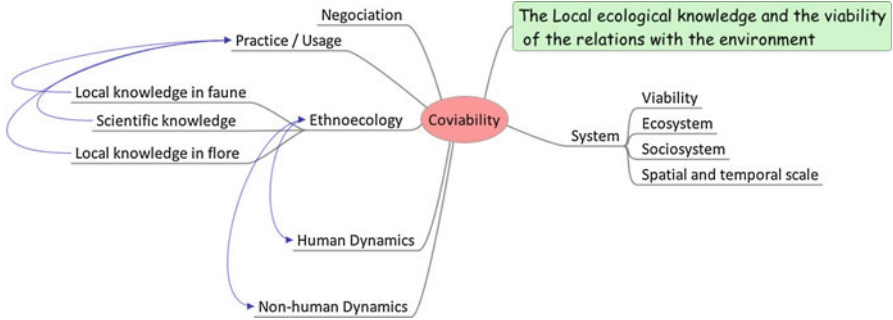 The Local ecological knowledge and the viability
of the relations with the environment
Negociation
Practice / Usage
Local knowledge in faune
Scientific knowledge
Local knowledge in flore
Ethnoecology
Coviability
System
Viability
Ecosystem
Sociosystem
Spatial and temporal scale
Human Dynamics
Non-human Dynamics